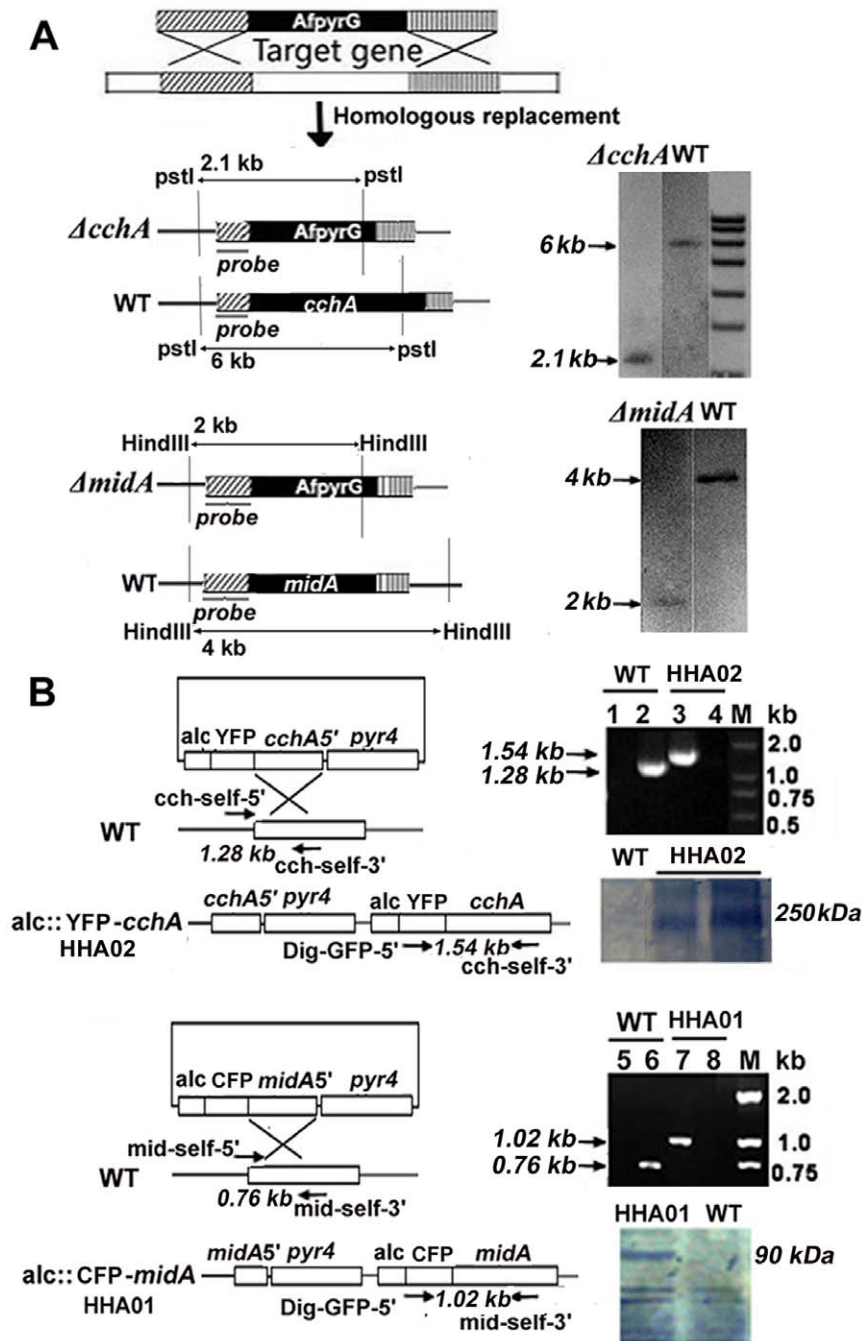 A
AfpyrG
Target gene
Homologous replacement
2.1 kb
pstI pstI
ΔcchA AfpyrG
probe
WT cchA
probe
pstI 6 kb pstI
ΔcchA WT
6 kb
2.1 kb
2 kb
HindIII HindIII
ΔmidA AfpyrG
probe
WT midA
probe
HindIII 4 kb HindIII
ΔmidA WT
4 kb
2 kb
B
alc YFP cchA5' pyr4
cch-self-5'
WT
1.28 kb cch-self-3'
WT HHA02
1 2 3 4 M kb
1.54 kb
1.28 kb
2.0
1.0
0.75
0.5
cchA5' pyr4 alc YFP cchA
alc::YFP-cchA
HHA02
Dig-GFP-5' 1.54 kb
cch-self-3'
WT HHA02
250kDa
alc CFP midA5' pyr4
mid-self-5'
WT
0.76 kb mid-self-3'
WT HHA01
5 6 7 8 M kb
1.02 kb
0.76 kb
2.0
1.0
0.75
midA5' pyr4 alc CFP midA
alc::CFP-midA
HHA01
Dig-GFP-5' 1.02 kb
mid-self-3'
HHA01 WT
90 kDa